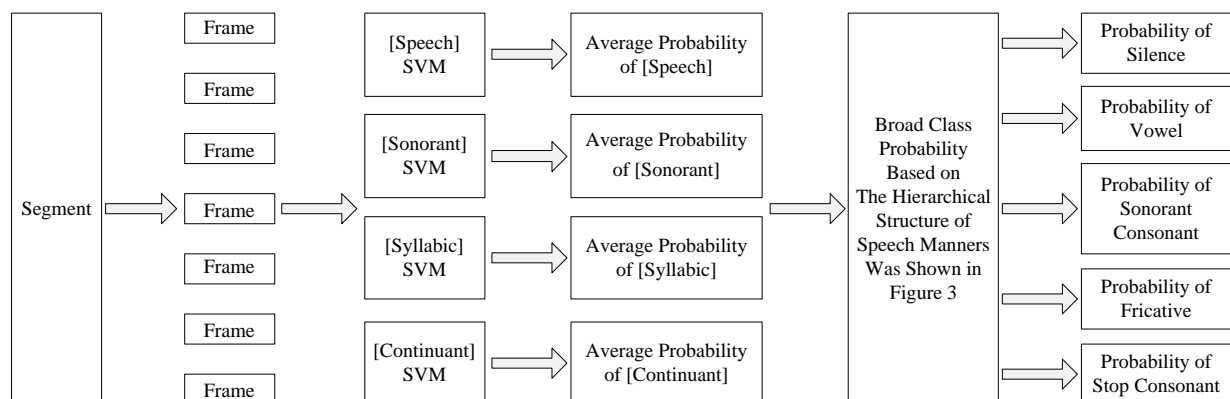 Segment
Frame
Frame
Frame
Frame
Frame
Frame
Frame
[Speech]
SVM
[Sonorant]
SVM
[Syllabic]
SVM
[Continuant]
SVM
Average Probability
of [Speech]
Average Probability
of [Sonorant]
Average Probability
of [Syllabic]
Average Probability
of [Continuant]
Broad Class
Probability
Based on
The Hierarchical
Structure of
Speech Manners
Was Shown in
Figure 3
Probability of
Silence
Probability of
Vowel
Probability of
Sonorant
Consonant
Probability of
Fricative
Probability of
Stop Consonant